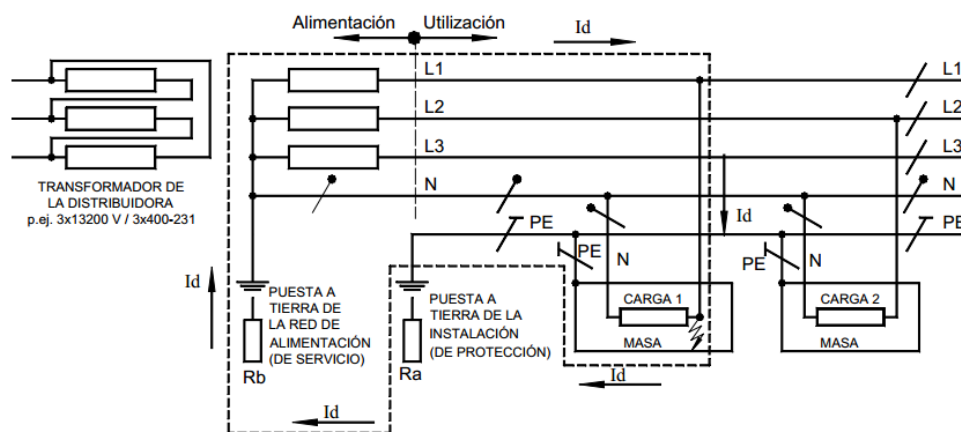 Alimentación Utilización
Id
L1
L1
L2
L2
L3
L3
TRANSFORMADOR DE
LA DISTRIBUIDORA
p.ej. 3x13200 V / 3x400-231
N
N
Id
PE
PE
PE
N
PE
N
Id
PUESTA A
TIERRA DE
LA RED DE
ALIMENTACIÓN
(DE SERVICIO)
Rb
PUESTA A
TIERRA DE LA
INSTALACIÓN
(DE PROTECCIÓN)
Ra
CARGA 1
MASA
CARGA 2
MASA
Id
Id